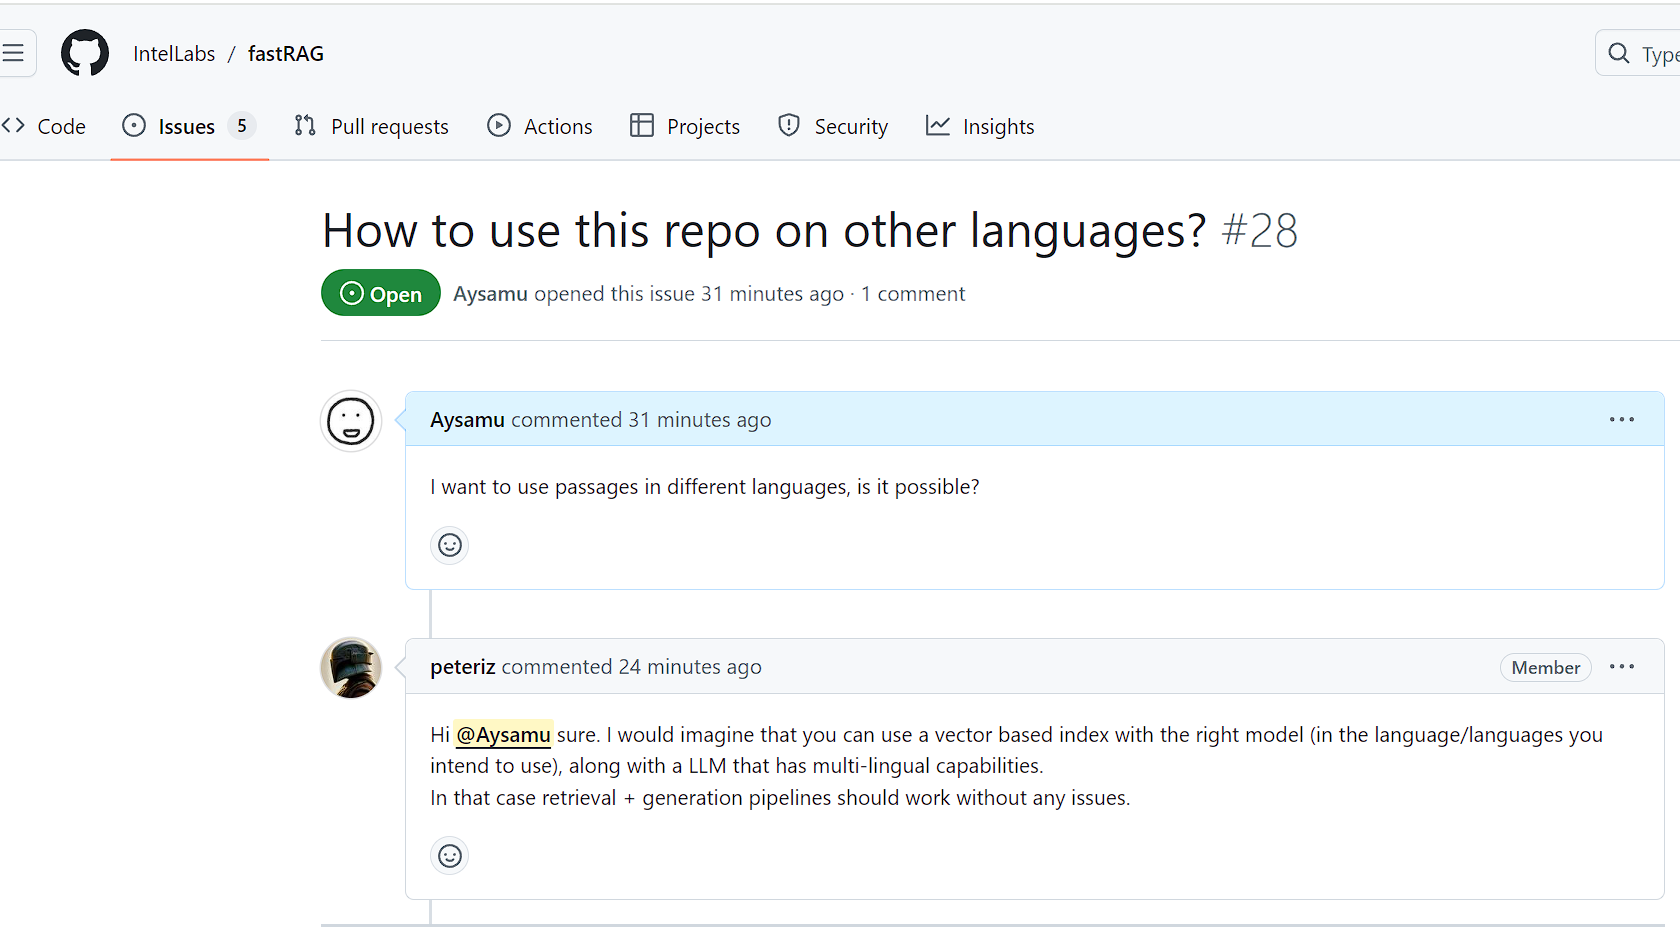 IntelLabs / fastRAG
Type
Code
Issues 5
Pull requests
Actions
Projects
Security
Insights
How to use this repo on other languages? #28
Open
Aysamu opened this issue 31 minutes ago · 1 comment
Aysamu commented 31 minutes ago
I want to use passages in different languages, is it possible?
peteriz commented 24 minutes ago
Member
Hi @Aysamu sure. I would imagine that you can use a vector based index with the right model (in the language/languages you
intend to use), along with a LLM that has multi-lingual capabilities.
In that case retrieval + generation pipelines should work without any issues.